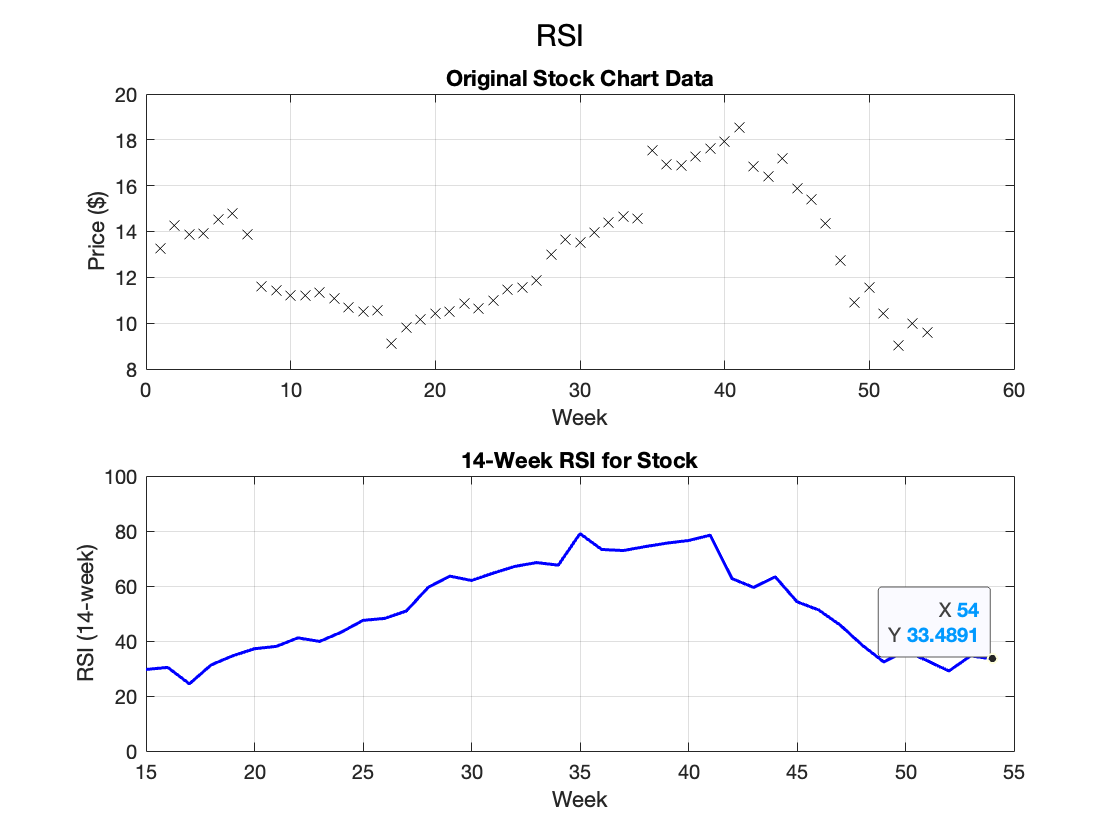 RSI
Original Stock Chart Data
20
18
16
14
12
10
8
Price ($)
0 10 20 30 40 50 60
Week
14-Week RSI for Stock
100
80
60
40
20
0
RSI (14-week)
X 54
Y 33.4891
15 20 25 30 35 40 45 50 55
Week